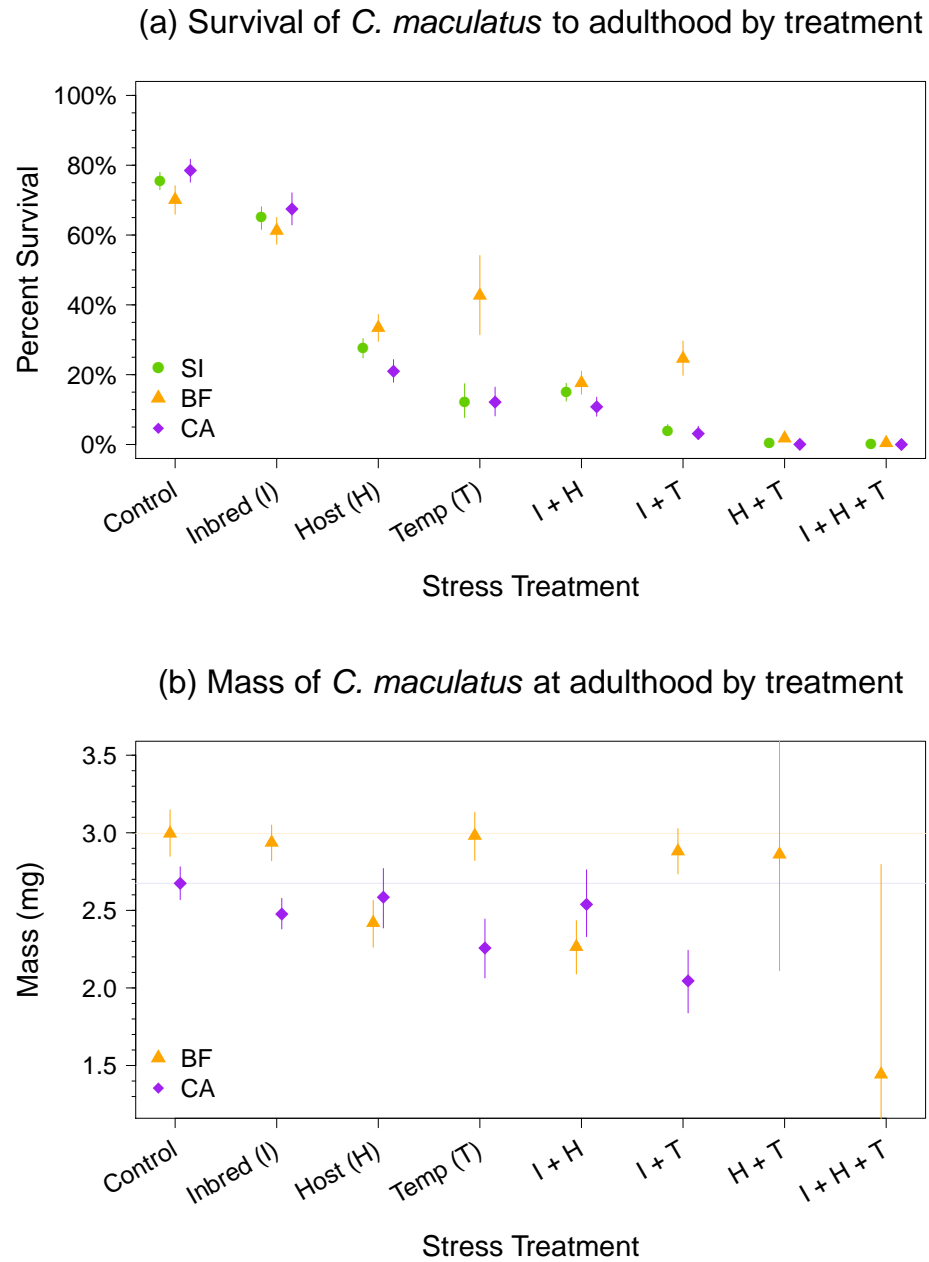 (a) Survival of C. maculatus to adulthood by treatment
100%
80%
60%
40%
20%
0%
Percent Survival
SI
BF
CA
Control
Inbred (I)
Host (H)
Temp (T)
I + H
I + T
H + T
I + H + T
Stress Treatment
(b) Mass of C. maculatus at adulthood by treatment
3.5
3.0
2.5
2.0
1.5
Mass (mg)
BF
CA
Control
Inbred (I)
Host (H)
Temp (T)
I + H
I + T
H + T
I + H + T
Stress Treatment